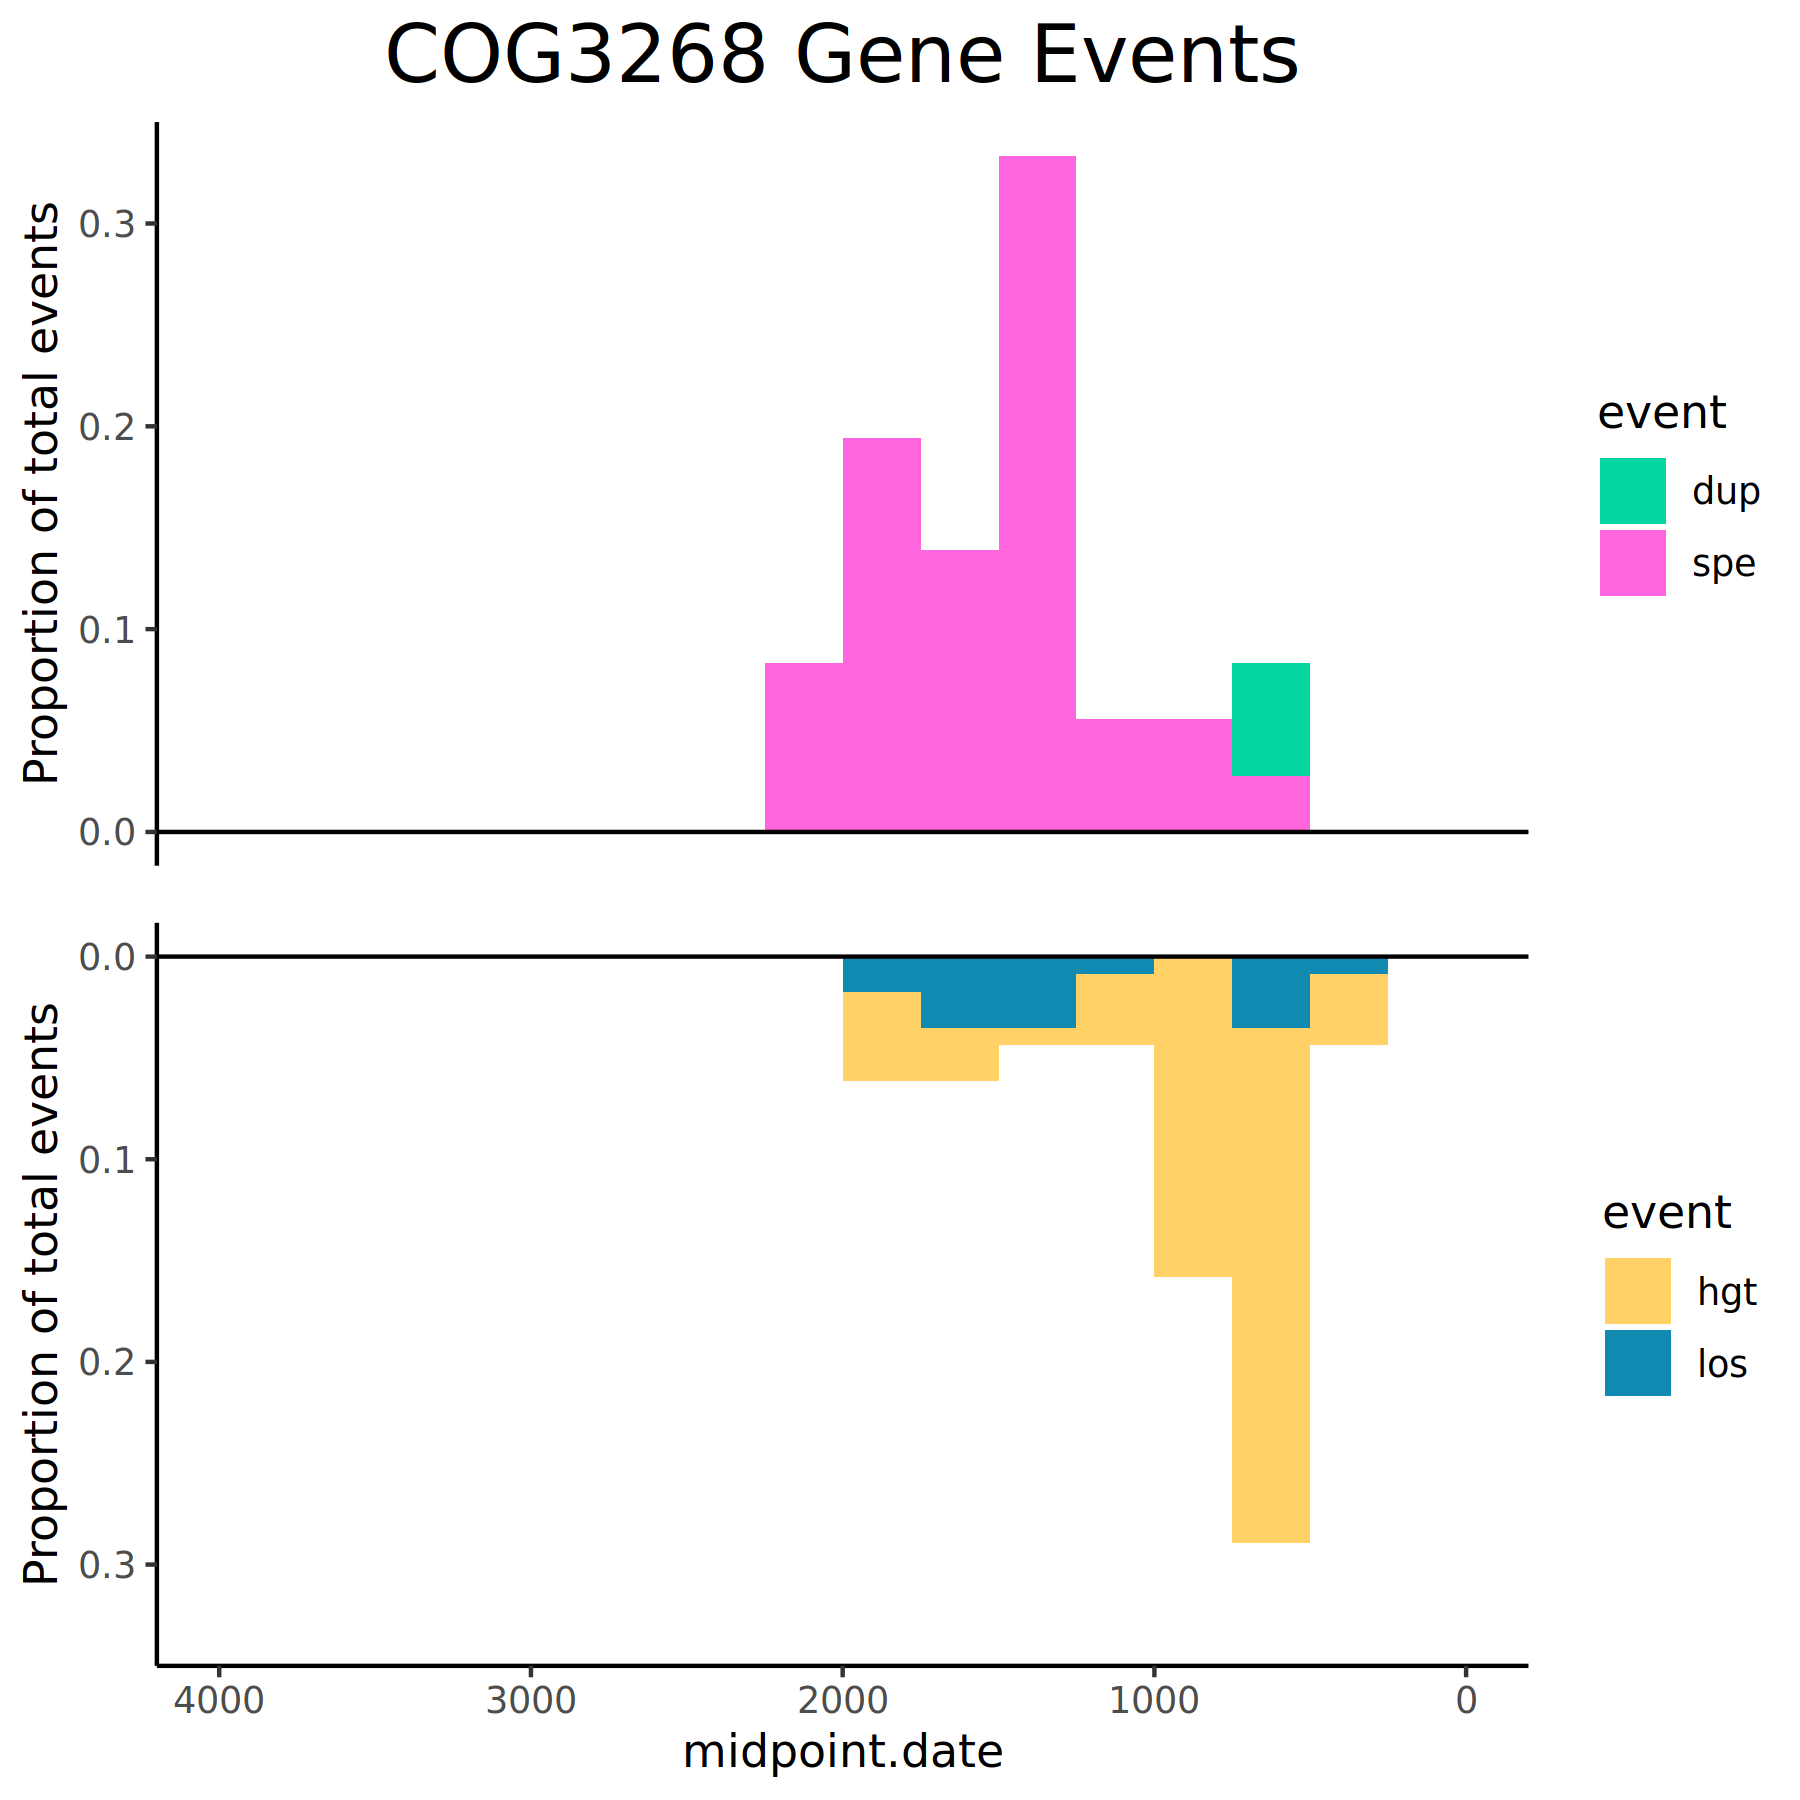 COG3268 Gene Events
Proportion of total events
0.3
0.2
0.1
0.0
event
dup
spe
Proportion of total events
0.0
0.1
0.2
0.3
event
hgt
los
4000 3000 2000 1000 0
midpoint.date